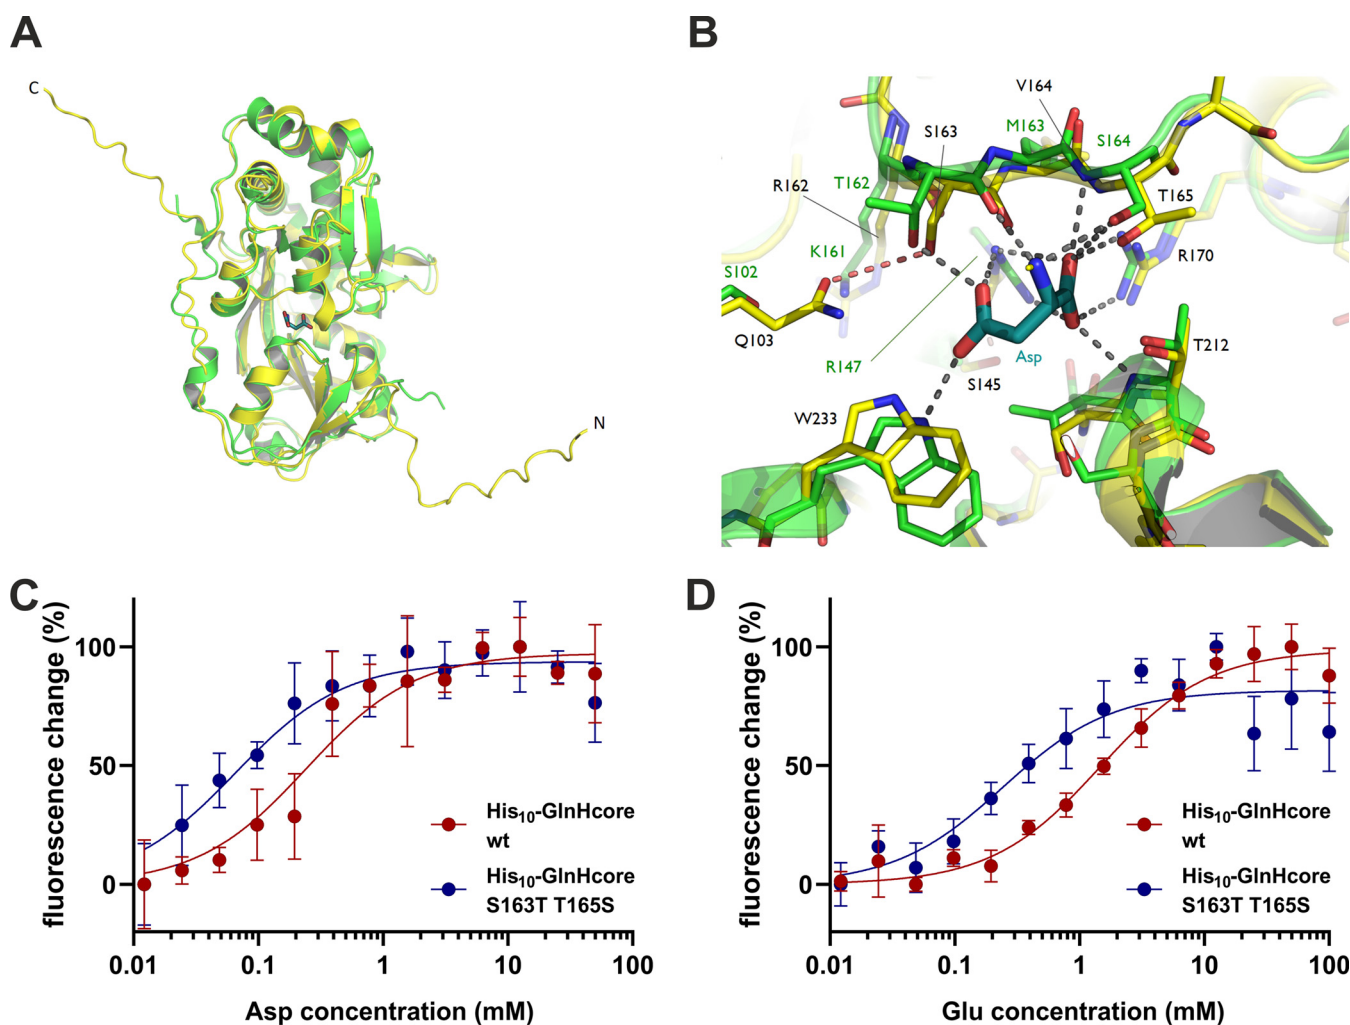 A
C
N
B
V164
S163
M163
S164
R162
T162
T165
K161
S102
R170
Q103
R147
Asp
S145
T212
W233
C
fluorescence change (%)
100
50
0
His₁₀-GlnHcore
wt
His₁₀-GlnHcore
S163T T165S
0.01
0.1
1
10
100
Asp concentration (mM)
D
fluorescence change (%)
100
50
0
His₁₀-GlnHcore
wt
His₁₀-GlnHcore
S163T T165S
0.01
0.1
1
10
100
Glu concentration (mM)